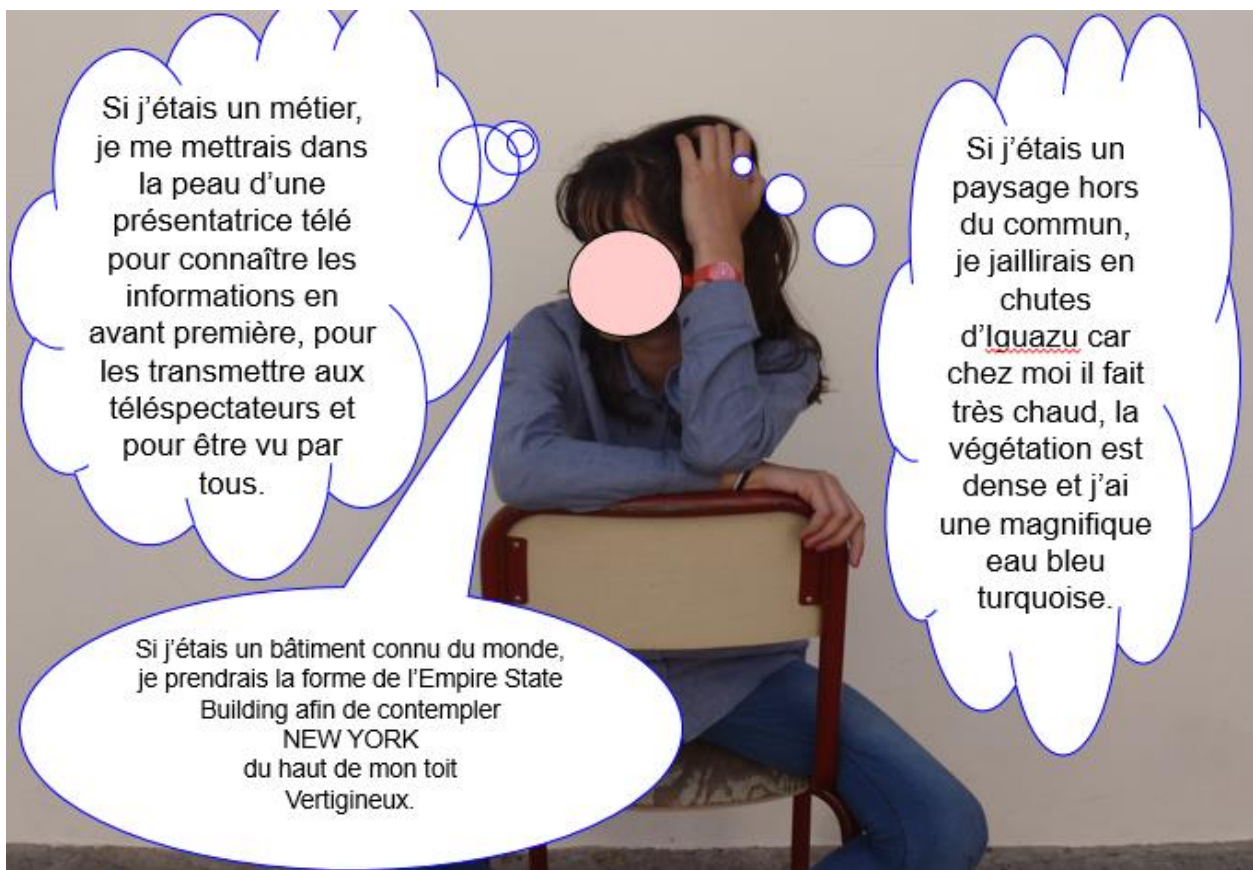 Si j’étais un métier,
je me mettrais dans
la peau d’une
présentatrice télé
pour connaître les
informations en
avant première, pour
les transmettre aux
téléspectateurs et
pour être vu par
tous.
Si j’étais un
paysage hors
du commun,
je jaillirais en
chutes
d’Iguazu car
chez moi il fait
très chaud, la
végétation est
dense et j’ai
une magnifique
eau bleu
turquoise.
Si j’étais un bâtiment connu du monde,
je prendrais la forme de l’Empire State
Building afin de contempler
NEW YORK
du haut de mon toit
Vertigineux.